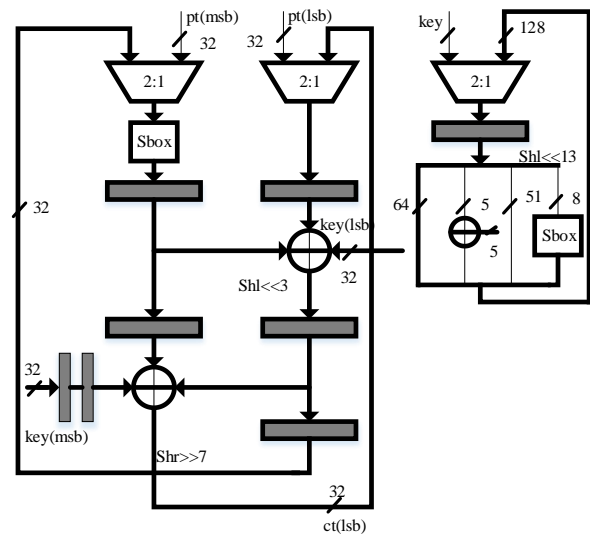 pt(msb)
pt(lsb)
key
32
32
128
2:1
2:1
2:1
Sbox
Shl<<13
32
64
5
51
8
key(lsb)
Sbox
5
32
Shl<<3
32
key(msb)
Shr>>7
32
ct(lsb)